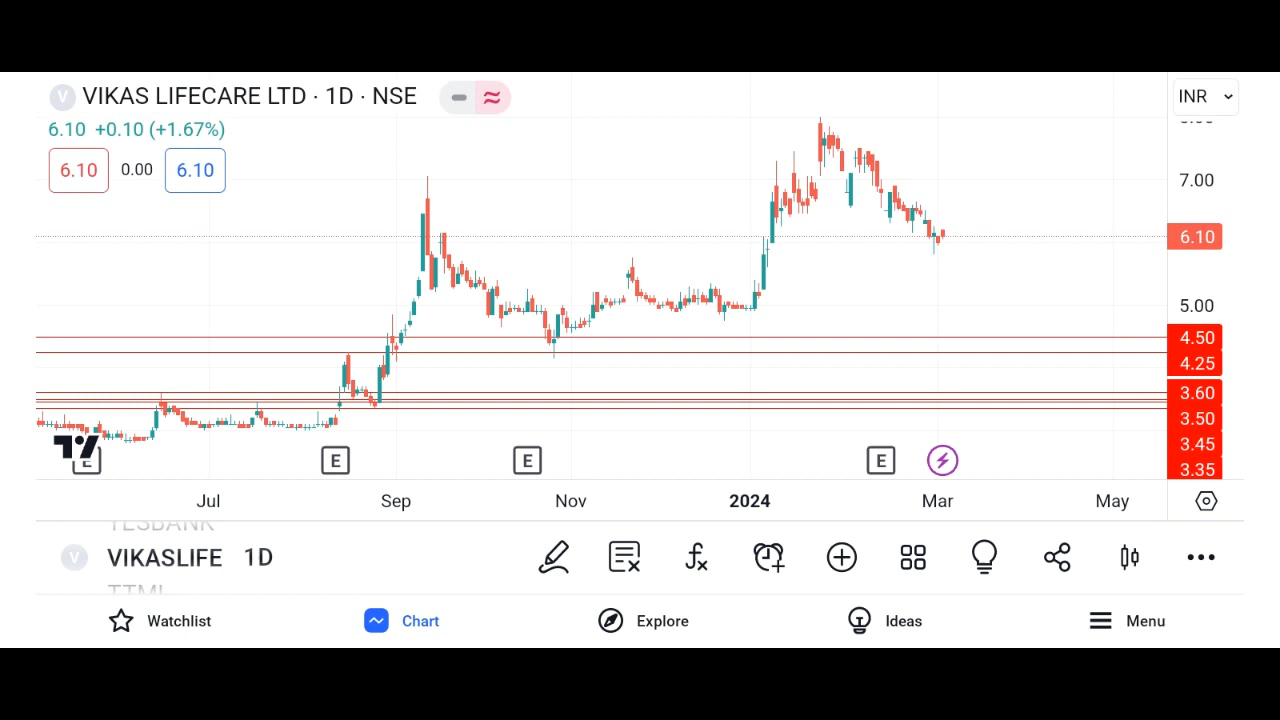 VIKAS LIFECARE LTD · 1D · NSE
INR
6.10 +0.10 (+1.67%)
6.10 0.00 6.10
7.00
6.10
5.00
4.50
4.25
3.60
3.50
3.45
3.35
E E E E
Jul Sep Nov 2024 Mar May
YESBANK
V VIKASLIFE 1D
TTML
Watchlist Chart Explore Ideas Menu